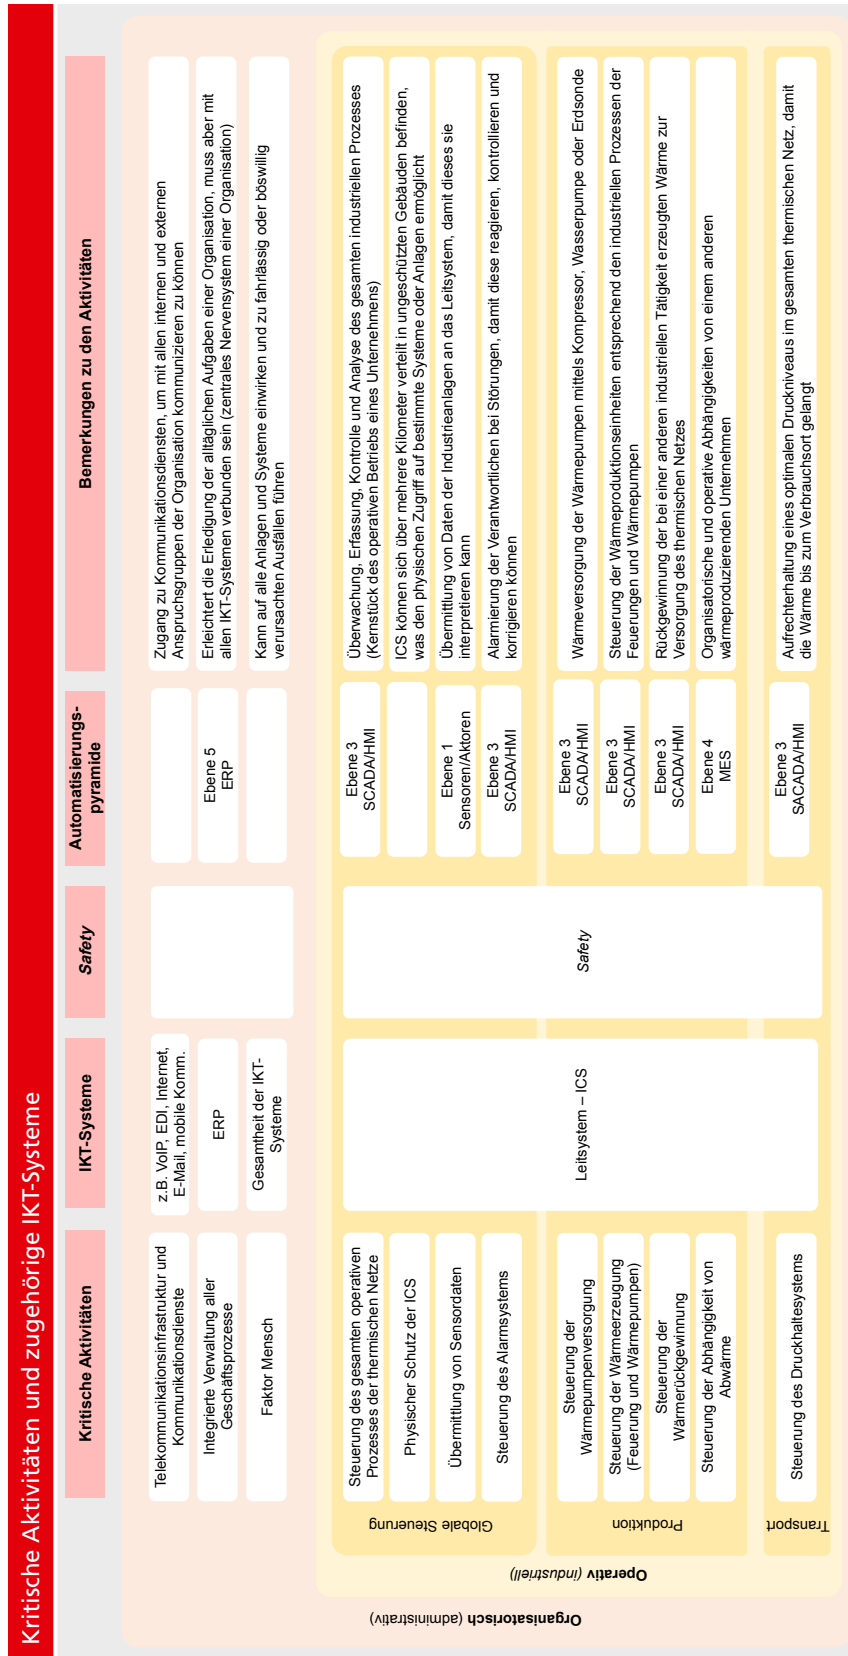 Kritische Aktivitäten und zugehörige IKT-Systeme
Kritische Aktivitäten
IKT-Systeme
Safety
Automatisierungs-
pyramide
Bemerkungen zu den Aktivitäten
Telekommunikationsinfrastruktur und
Kommunikationsdienste
z.B. VoIP, EDI, Internet,
E-Mail, mobile Komm.
Zugang zu Kommunikationsdiensten, um mit allen internen und externen
Anspruchsgruppen der Organisation kommunizieren zu können
Integrierte Verwaltung aller
Geschäftsprozesse
ERP
Ebene 5
ERP
Erleichtert die Erledigung der alltäglichen Aufgaben einer Organisation, muss aber mit
allen IKT-Systemen verbunden sein (zentrales Nervensystem einer Organisation)
Faktor Mensch
Gesamtheit der IKT-
Systeme
Kann auf alle Anlagen und Systeme einwirken und zu fahrlässig oder böswillig
verursachten Ausfällen führen
Organisatorisch (administrativ)
Operativ (industriell)
Globale Steuerung
Steuerung des gesamten operativen
Prozesses der thermischen Netze
Leitsystem – ICS
Safety
Ebene 3
SCADA/HMI
Überwachung, Erfassung, Kontrolle und Analyse des gesamten industriellen Prozesses
(Kernstück des operativen Betriebs eines Unternehmens)
Physischer Schutz der ICS
ICS können sich über mehrere Kilometer verteilt in ungeschützten Gebäuden befinden,
was den physischen Zugriff auf bestimmte Systeme oder Anlagen ermöglicht
Übermittlung von Sensordaten
Ebene 1
Sensoren/Aktoren
Übermittlung von Daten der Industrieanlagen an das Leitsystem, damit dieses sie
interpretieren kann
Steuerung des Alarmsystems
Ebene 3
SCADA/HMI
Alarmierung der Verantwortlichen bei Störungen, damit diese reagieren, kontrollieren und
korrigieren können
Produktion
Steuerung der
Wärmepumpenversorgung
Ebene 3
SCADA/HMI
Wärmeversorgung der Wärmepumpen mittels Kompressor, Wasserpumpe oder Erdsonde
Steuerung der Wärmeerzeugung
(Feuerung und Wärmepumpen)
Ebene 3
SCADA/HMI
Steuerung der Wärmeproduktionseinheiten entsprechend den industriellen Prozessen der
Feuerungen und Wärmepumpen
Steuerung der
Wärmerückgewinnung
Ebene 3
SCADA/HMI
Rückgewinnung der bei einer anderen industriellen Tätigkeit erzeugten Wärme zur
Versorgung des thermischen Netzes
Steuerung der Abhängigkeit von
Abwärme
Ebene 4
MES
Organisatorische und operative Abhängigkeiten von einem anderen
wärmeproduzierenden Unternehmen
Transport
Steuerung des Druckhaltesystems
Ebene 3
SACADA/HMI
Aufrechterhaltung eines optimalen Druckniveaus im gesamten thermischen Netz, damit
die Wärme bis zum Verbrauchsort gelangt